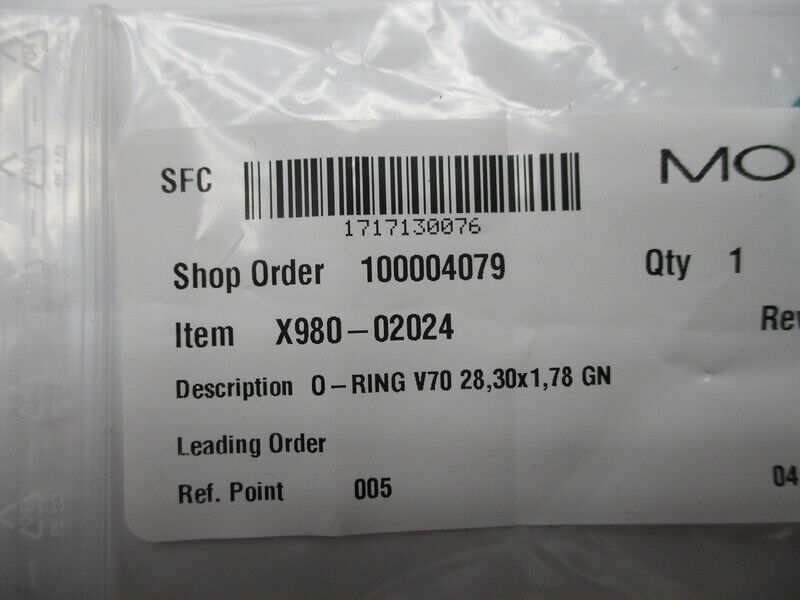 SFC
MO
1717130076
Shop Order 100004079 Qty 1
Item X980-02024 Rev
Description O-RING V70 28,30x1,78 GN
Leading Order
Ref. Point 005 04